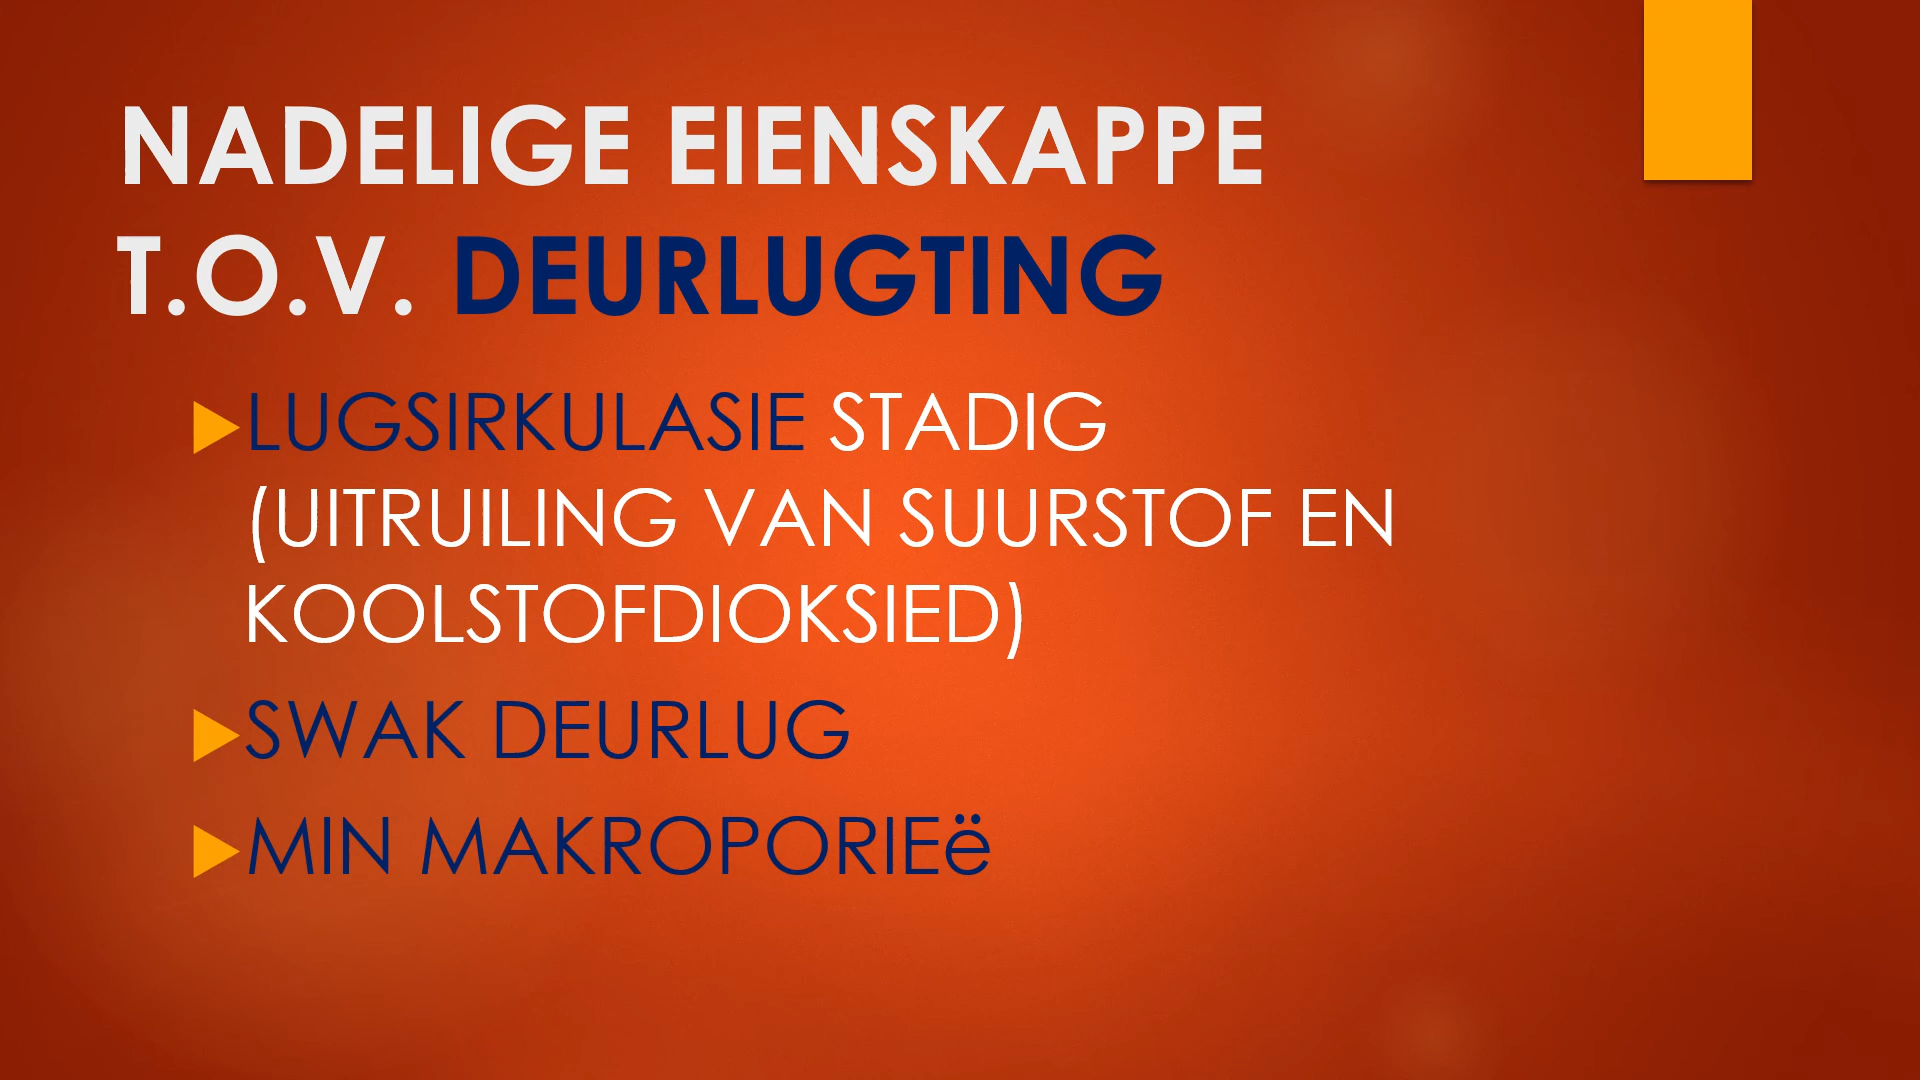 NADELIGE EIENSKAPPE
T.O.V. DEURLUGTING
LUGSIRKULASIE STADIG
(UITRUILING VAN SUURSTOF EN
KOOLSTOFDIOKSIED)
SWAK DEURLUG
MIN MAKROPORIEë